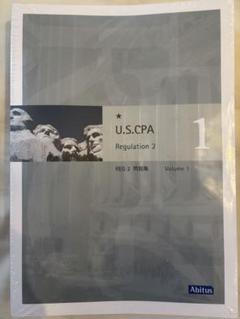 ★
U.S.CPA
1
Regulation 2
REG 2 問題集 Volume 1
Abitus